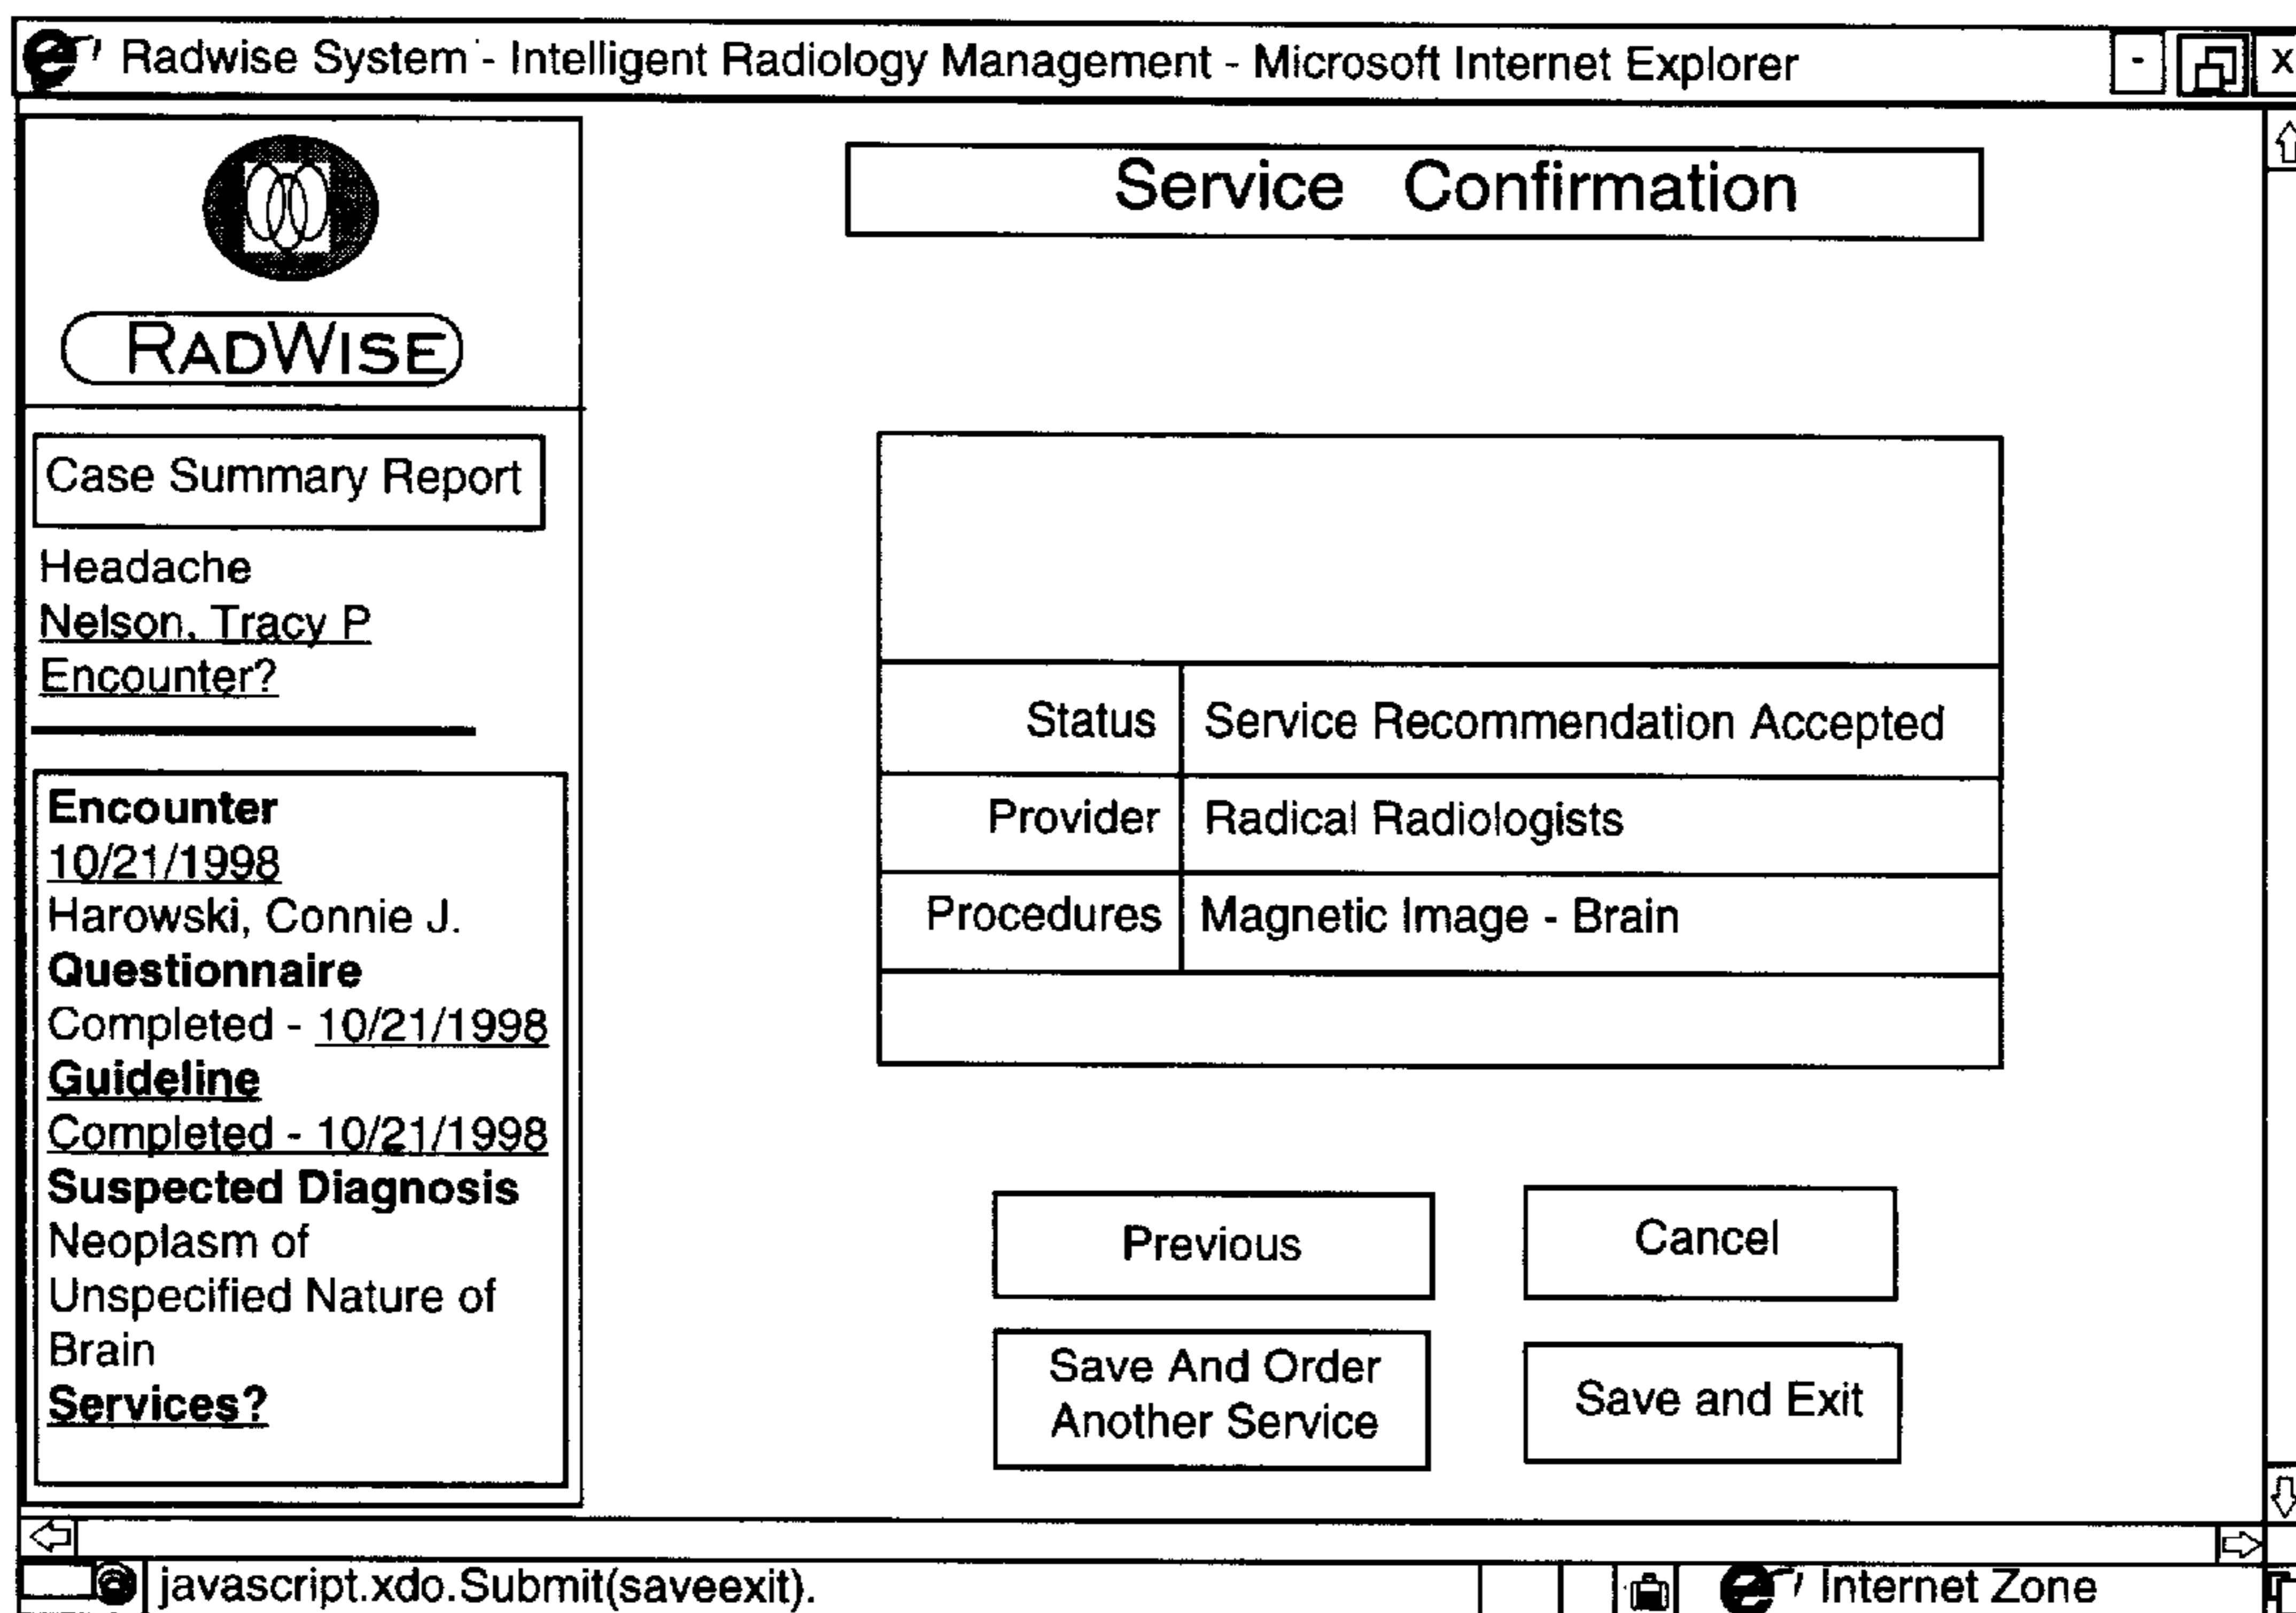 Radwise System - Intelligent Radiology Management - Microsoft Internet Explorer
- X
RADWISE
Case Summary Report
Headache
Nelson, Tracy P
Encounter?
Encounter
10/21/1998
Harowski, Connie J.
Questionnaire
Completed - 10/21/1998
Guideline
Completed - 10/21/1998
Suspected Diagnosis
Neoplasm of
Unspecified Nature of
Brain
Services?
Service Confirmation
Status Service Recommendation Accepted
Provider Radical Radiologists
Procedures Magnetic Image - Brain
Previous
Cancel
Save And Order
Another Service
Save and Exit
javascript.xdo.Submit(saveexit).
Internet Zone